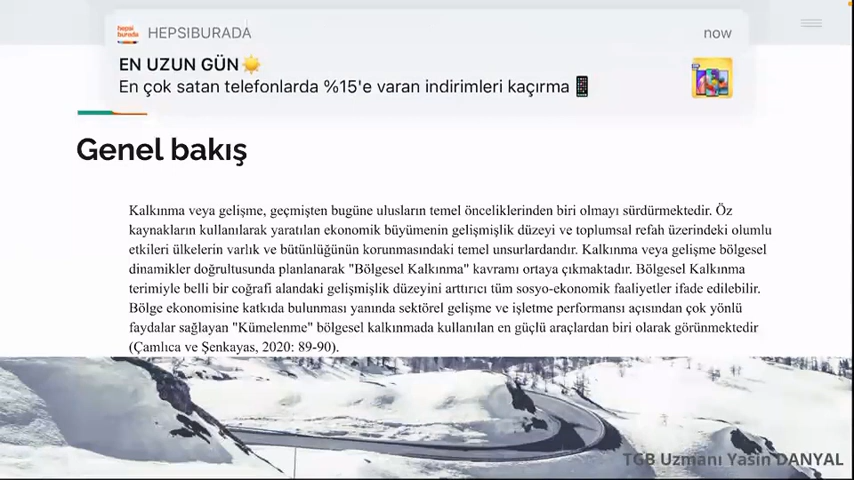 hepsi
burada
HEPSIBURADA
now
EN UZUN GÜN☀️
En çok satan telefonlarda %15'e varan indirimleri kaçırma📱
Genel bakış
Kalkınma veya gelişme, geçmişten bugüne ulusların temel önceliklerinden biri olmayı sürdürmektedir. Öz
kaynakların kullanılarak yaratılan ekonomik büyümenin gelişmişlik düzeyi ve toplumsal refah üzerindeki olumlu
etkileri ülkelerin varlık ve bütünlüğünün korunmasındaki temel unsurlardandır. Kalkınma veya gelişme bölgesel
dinamikler doğrultusunda planlanarak "Bölgesel Kalkınma" kavramı ortaya çıkmaktadır. Bölgesel Kalkınma
terimiyle belli bir coğrafi alandaki gelişmişlik düzeyini arttırıcı tüm sosyo-ekonomik faaliyetler ifade edilebilir.
Bölge ekonomisine katkıda bulunması yanında sektörel gelişme ve işletme performansı açısından çok yönlü
faydalar sağlayan "Kümelenme" bölgesel kalkınmada kullanılan en güçlü araçlardan biri olarak görünmektedir
(Çamlıca ve Şenkayas, 2020: 89-90).
TGB Uzmanı Yasin DANYAL